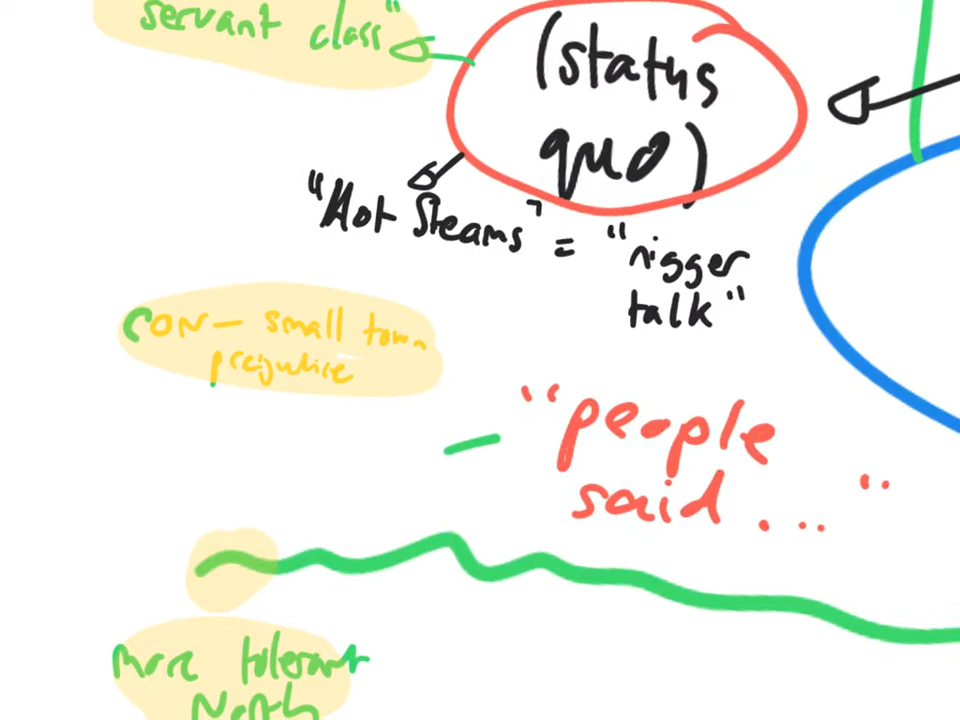 servant class"
(status
quo)
"Hot Steams" = "nigger
talk"
CON - small town
prejudice
- "people
said ... "
More tolerant
North